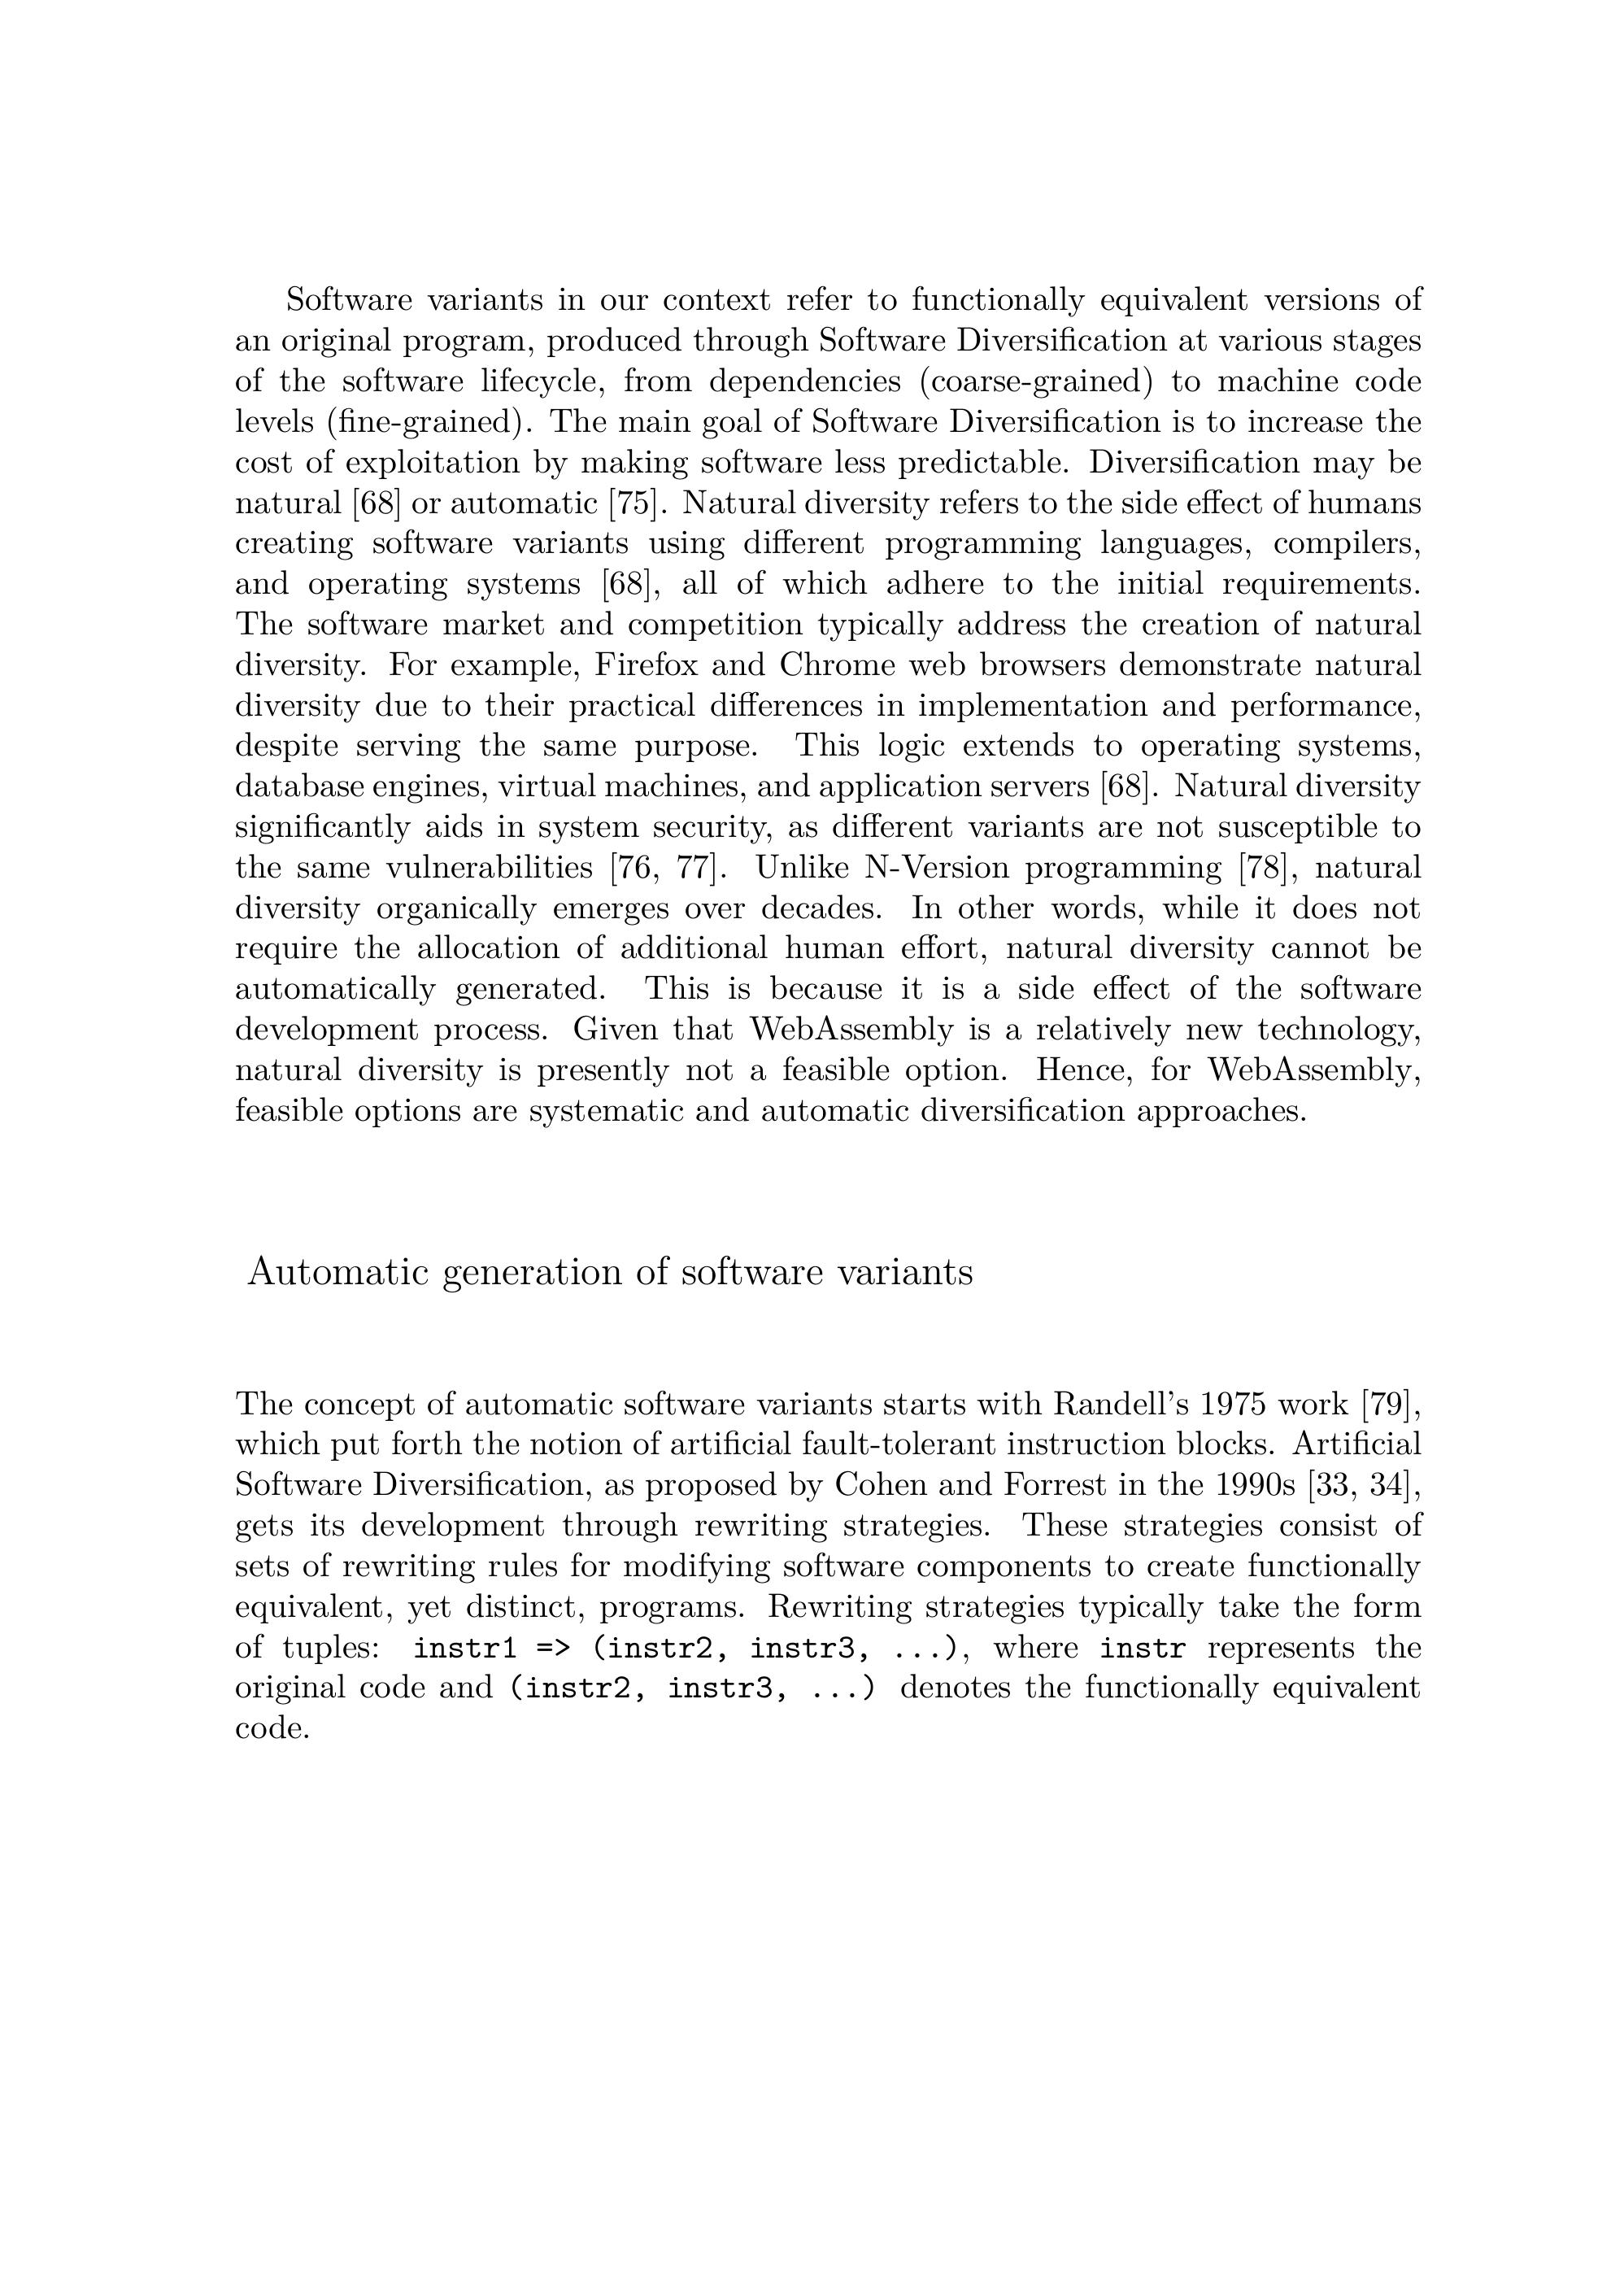 Software variants in our context refer to functionally equivalent versions of
an original program, produced through Software Diversification at various stages
of the software lifecycle, from dependencies (coarse-grained) to machine code
levels (fine-grained). The main goal of Software Diversification is to increase the
cost of exploitation by making software less predictable. Diversification may be
natural [68] or automatic [75]. Natural diversity refers to the side effect of humans
creating software variants using different programming languages, compilers,
and operating systems [68], all of which adhere to the initial requirements.
The software market and competition typically address the creation of natural
diversity. For example, Firefox and Chrome web browsers demonstrate natural
diversity due to their practical differences in implementation and performance,
despite serving the same purpose. This logic extends to operating systems,
database engines, virtual machines, and application servers [68]. Natural diversity
significantly aids in system security, as different variants are not susceptible to
the same vulnerabilities [76, 77]. Unlike N-Version programming [78], natural
diversity organically emerges over decades. In other words, while it does not
require the allocation of additional human effort, natural diversity cannot be
automatically generated. This is because it is a side effect of the software
development process. Given that WebAssembly is a relatively new technology,
natural diversity is presently not a feasible option. Hence, for WebAssembly,
feasible options are systematic and automatic diversification approaches.
Automatic generation of software variants
The concept of automatic software variants starts with Randell's 1975 work [79],
which put forth the notion of artificial fault-tolerant instruction blocks. Artificial
Software Diversification, as proposed by Cohen and Forrest in the 1990s [33, 34],
gets its development through rewriting strategies. These strategies consist of
sets of rewriting rules for modifying software components to create functionally
equivalent, yet distinct, programs. Rewriting strategies typically take the form
of tuples: instr1 => (instr2, instr3, ...), where instr represents the
original code and (instr2, instr3, ...) denotes the functionally equivalent
code.